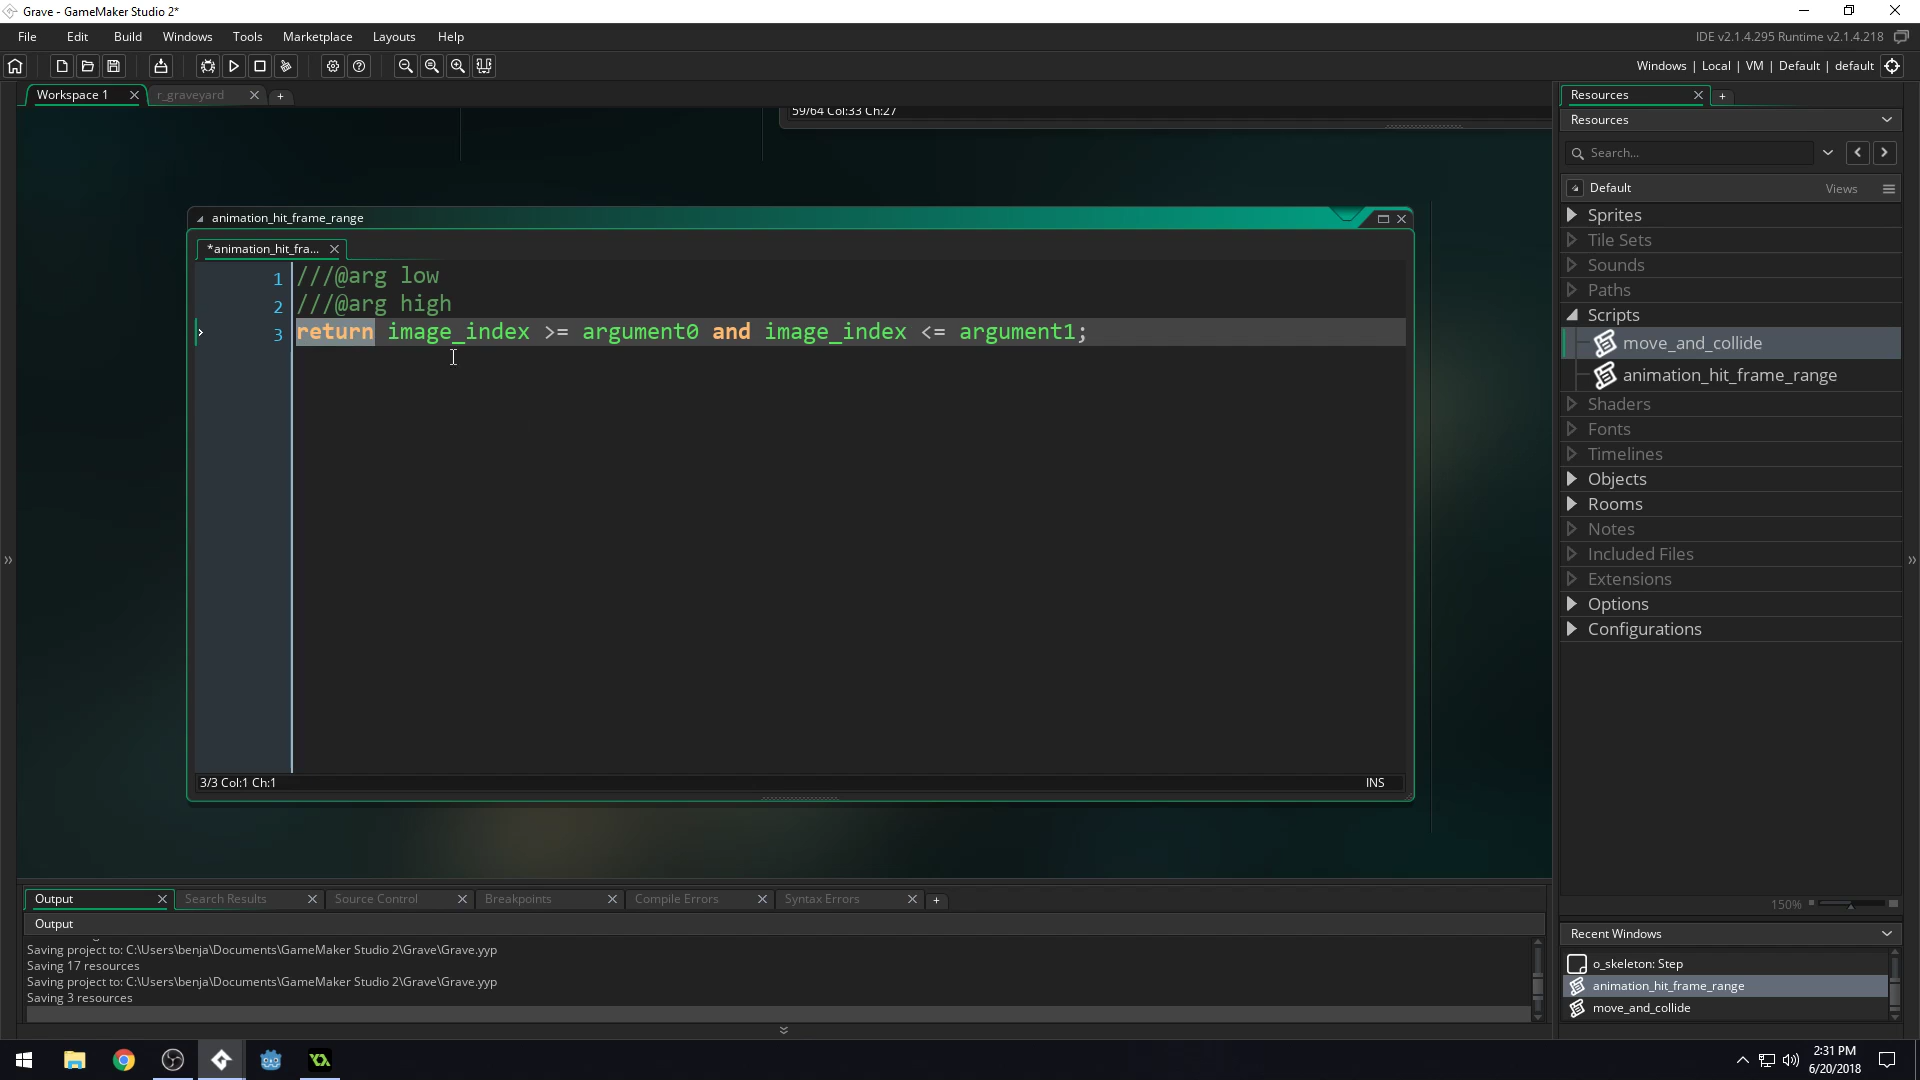 Grave - GameMaker Studio 2*
File Edit Build Windows Tools Marketplace Layouts Help
IDE v2.1.4.295 Runtime v2.1.4.218
Windows | Local | VM | Default | default
Workspace 1
r_graveyard
59/64 Col:33 Ch:27
animation_hit_frame_range
*animation_hit_fra...
1 ///@arg low
2 ///@arg high
3 return image_index >= argument0 and image_index <= argument1;
3/3 Col:1 Ch:1
INS
Resources
Resources
Search...
Default
Views
Sprites
Tile Sets
Sounds
Paths
Scripts
move_and_collide
animation_hit_frame_range
Shaders
Fonts
Timelines
Objects
Rooms
Notes
Included Files
Extensions
Options
Configurations
150%
Recent Windows
o_skeleton: Step
animation_hit_frame_range
move_and_collide
Output
Search Results
Source Control
Breakpoints
Compile Errors
Syntax Errors
Output
Saving project to: C:\Users\benja\Documents\GameMaker Studio 2\Grave\Grave.yyp
Saving 17 resources
Saving project to: C:\Users\benja\Documents\GameMaker Studio 2\Grave\Grave.yyp
Saving 3 resources
2:31 PM
6/20/2018